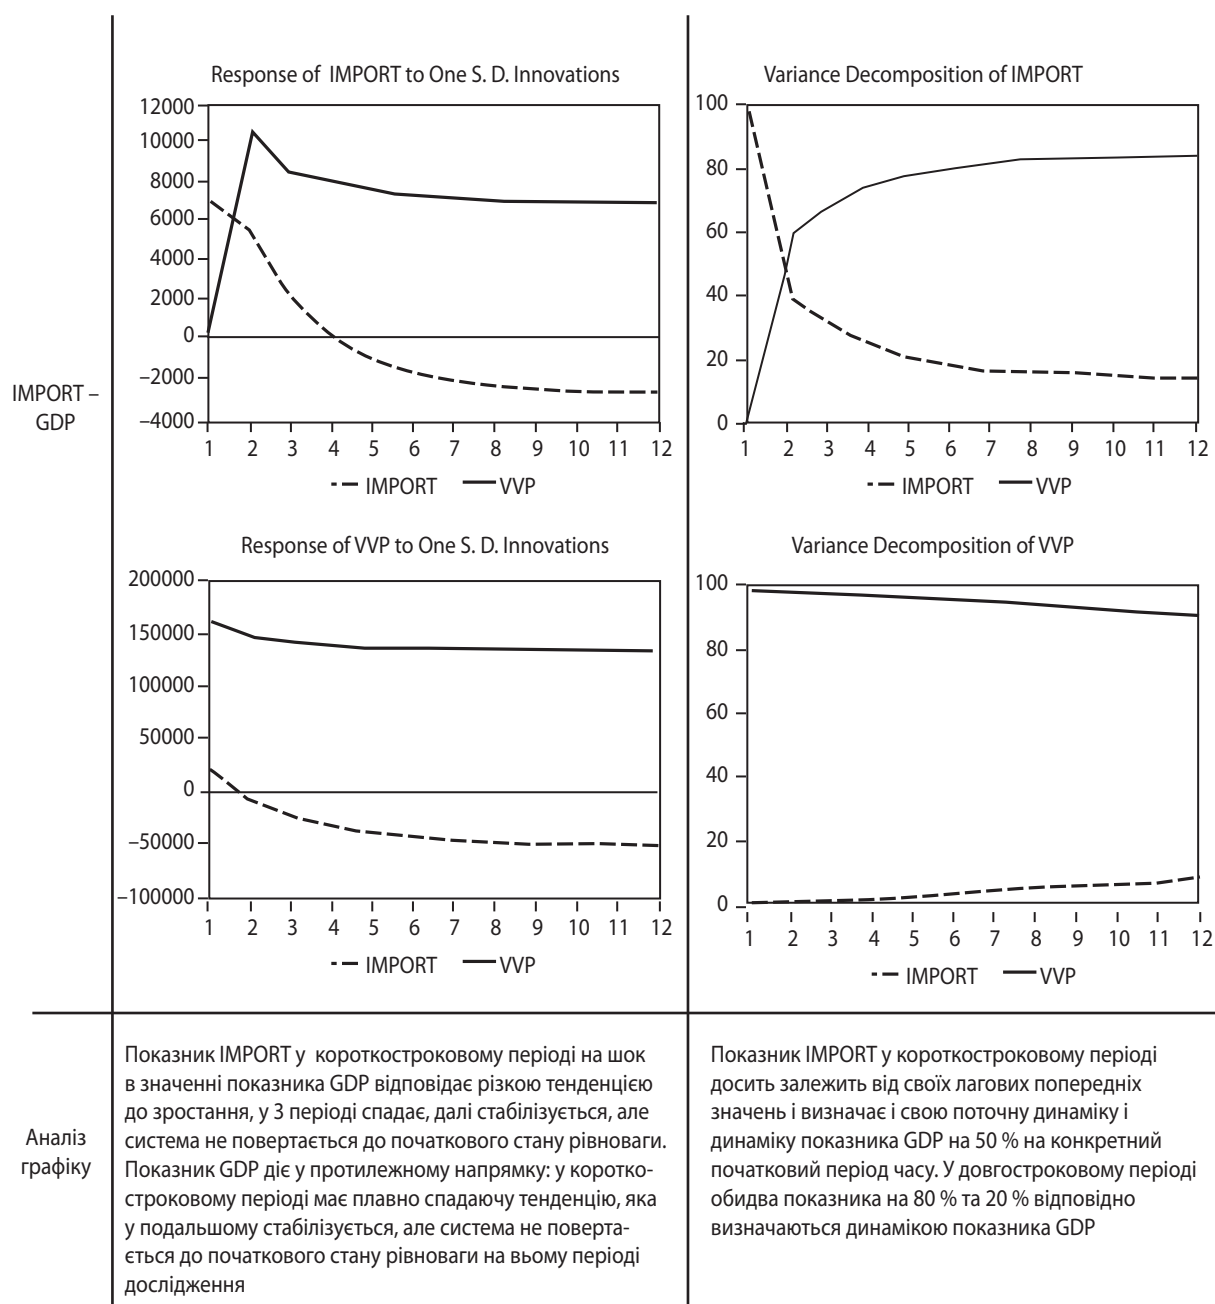 IMPORT –
GDP
Response of IMPORT to One S. D. Innovations
12000
10000
8000
6000
4000
2000
0
–2000
–4000
1 2 3 4 5 6 7 8 9 10 11 12
IMPORT VVP
Variance Decomposition of IMPORT
100
80
60
40
20
0
1 2 3 4 5 6 7 8 9 10 11 12
IMPORT VVP
Response of VVP to One S. D. Innovations
200000
150000
100000
50000
0
–50000
–100000
1 2 3 4 5 6 7 8 9 10 11 12
IMPORT VVP
Variance Decomposition of VVP
100
80
60
40
20
0
1 2 3 4 5 6 7 8 9 10 11 12
IMPORT VVP
Аналіз
графіку
Показник IMPORT у короткостроковому періоді на шок
в значенні показника GDP відповідає різкою тенденцією
до зростання, у 3 періоді спадає, далі стабілізується, але
система не повертається до початкового стану рівноваги.
Показник GDP діє у протилежному напрямку: у коротко-
строковому періоді має плавно спадаючу тенденцію, яка
у подальшому стабілізується, але система не поверта-
ється до початкового стану рівноваги на вьому періоді
дослідження
Показник IMPORT у короткостроковому періоді
досить залежить від своїх лагових попередніх
значень і визначає і свою поточну динаміку і
динаміку показника GDP на 50 % на конкретний
початковий період часу. У довгостроковому періоді
обидва показника на 80 % та 20 % відповідно
визначаються динамікою показника GDP